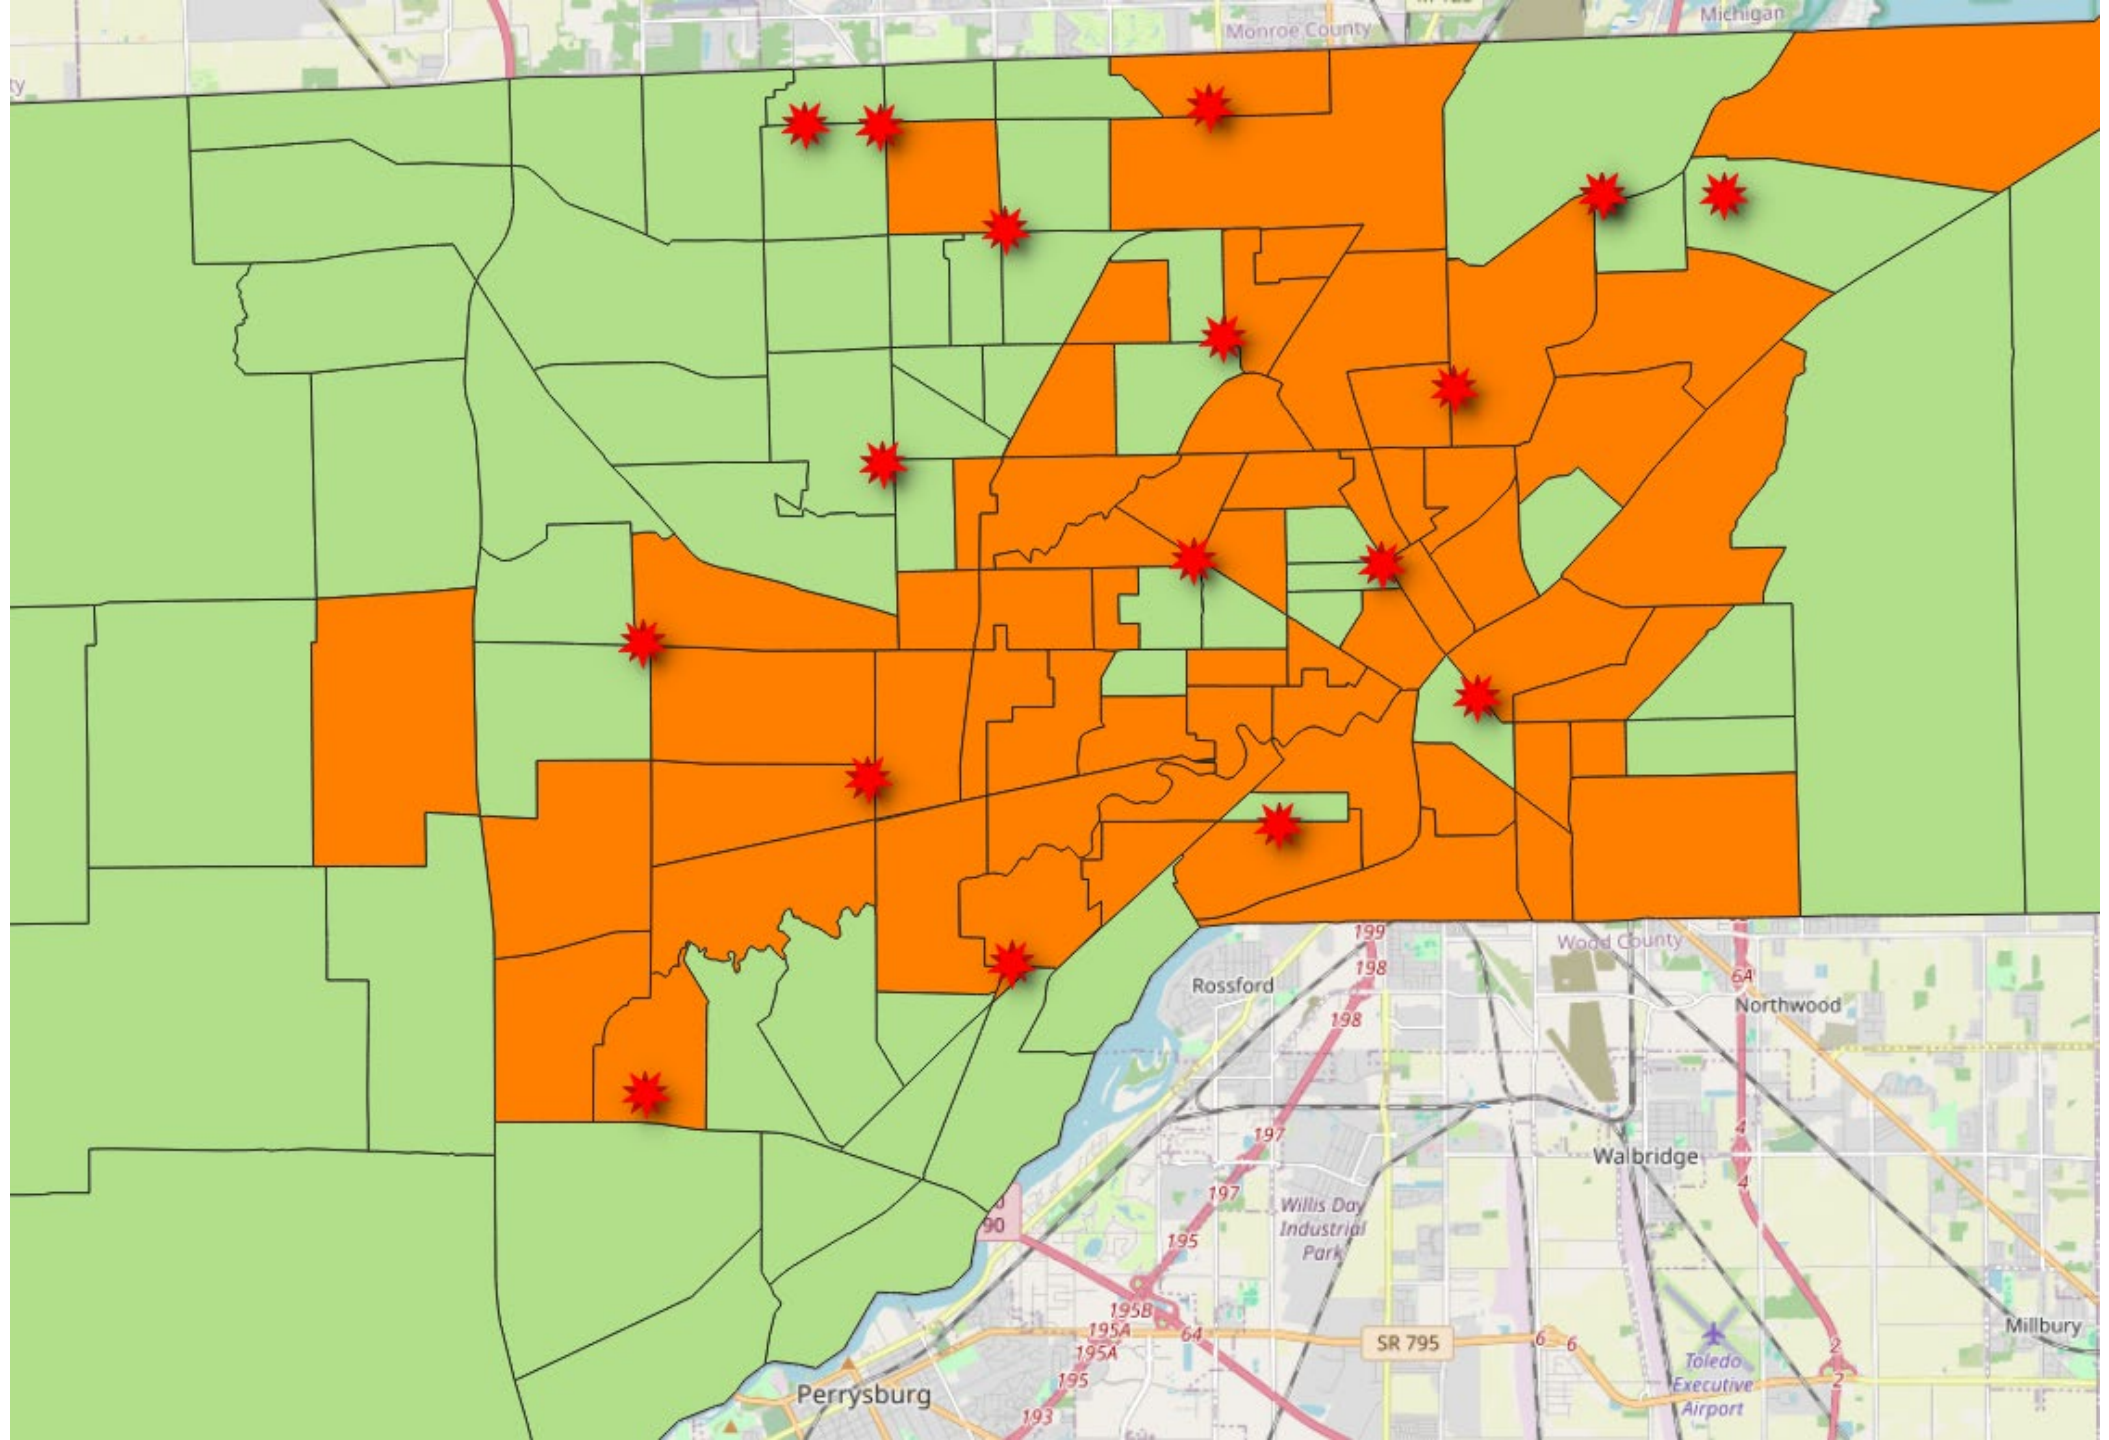 Michigan
Monroe County
ty
199
198
Wood County
6A
Rossford
Northwood
198
197
4
4
Walbridge
197
Willis Day
Industrial
Park
90
195
195B
64
195A
195A
SR 795
6
6
2
2
Millbury
Toledo
Executive
Airport
195
Perrysburg
193